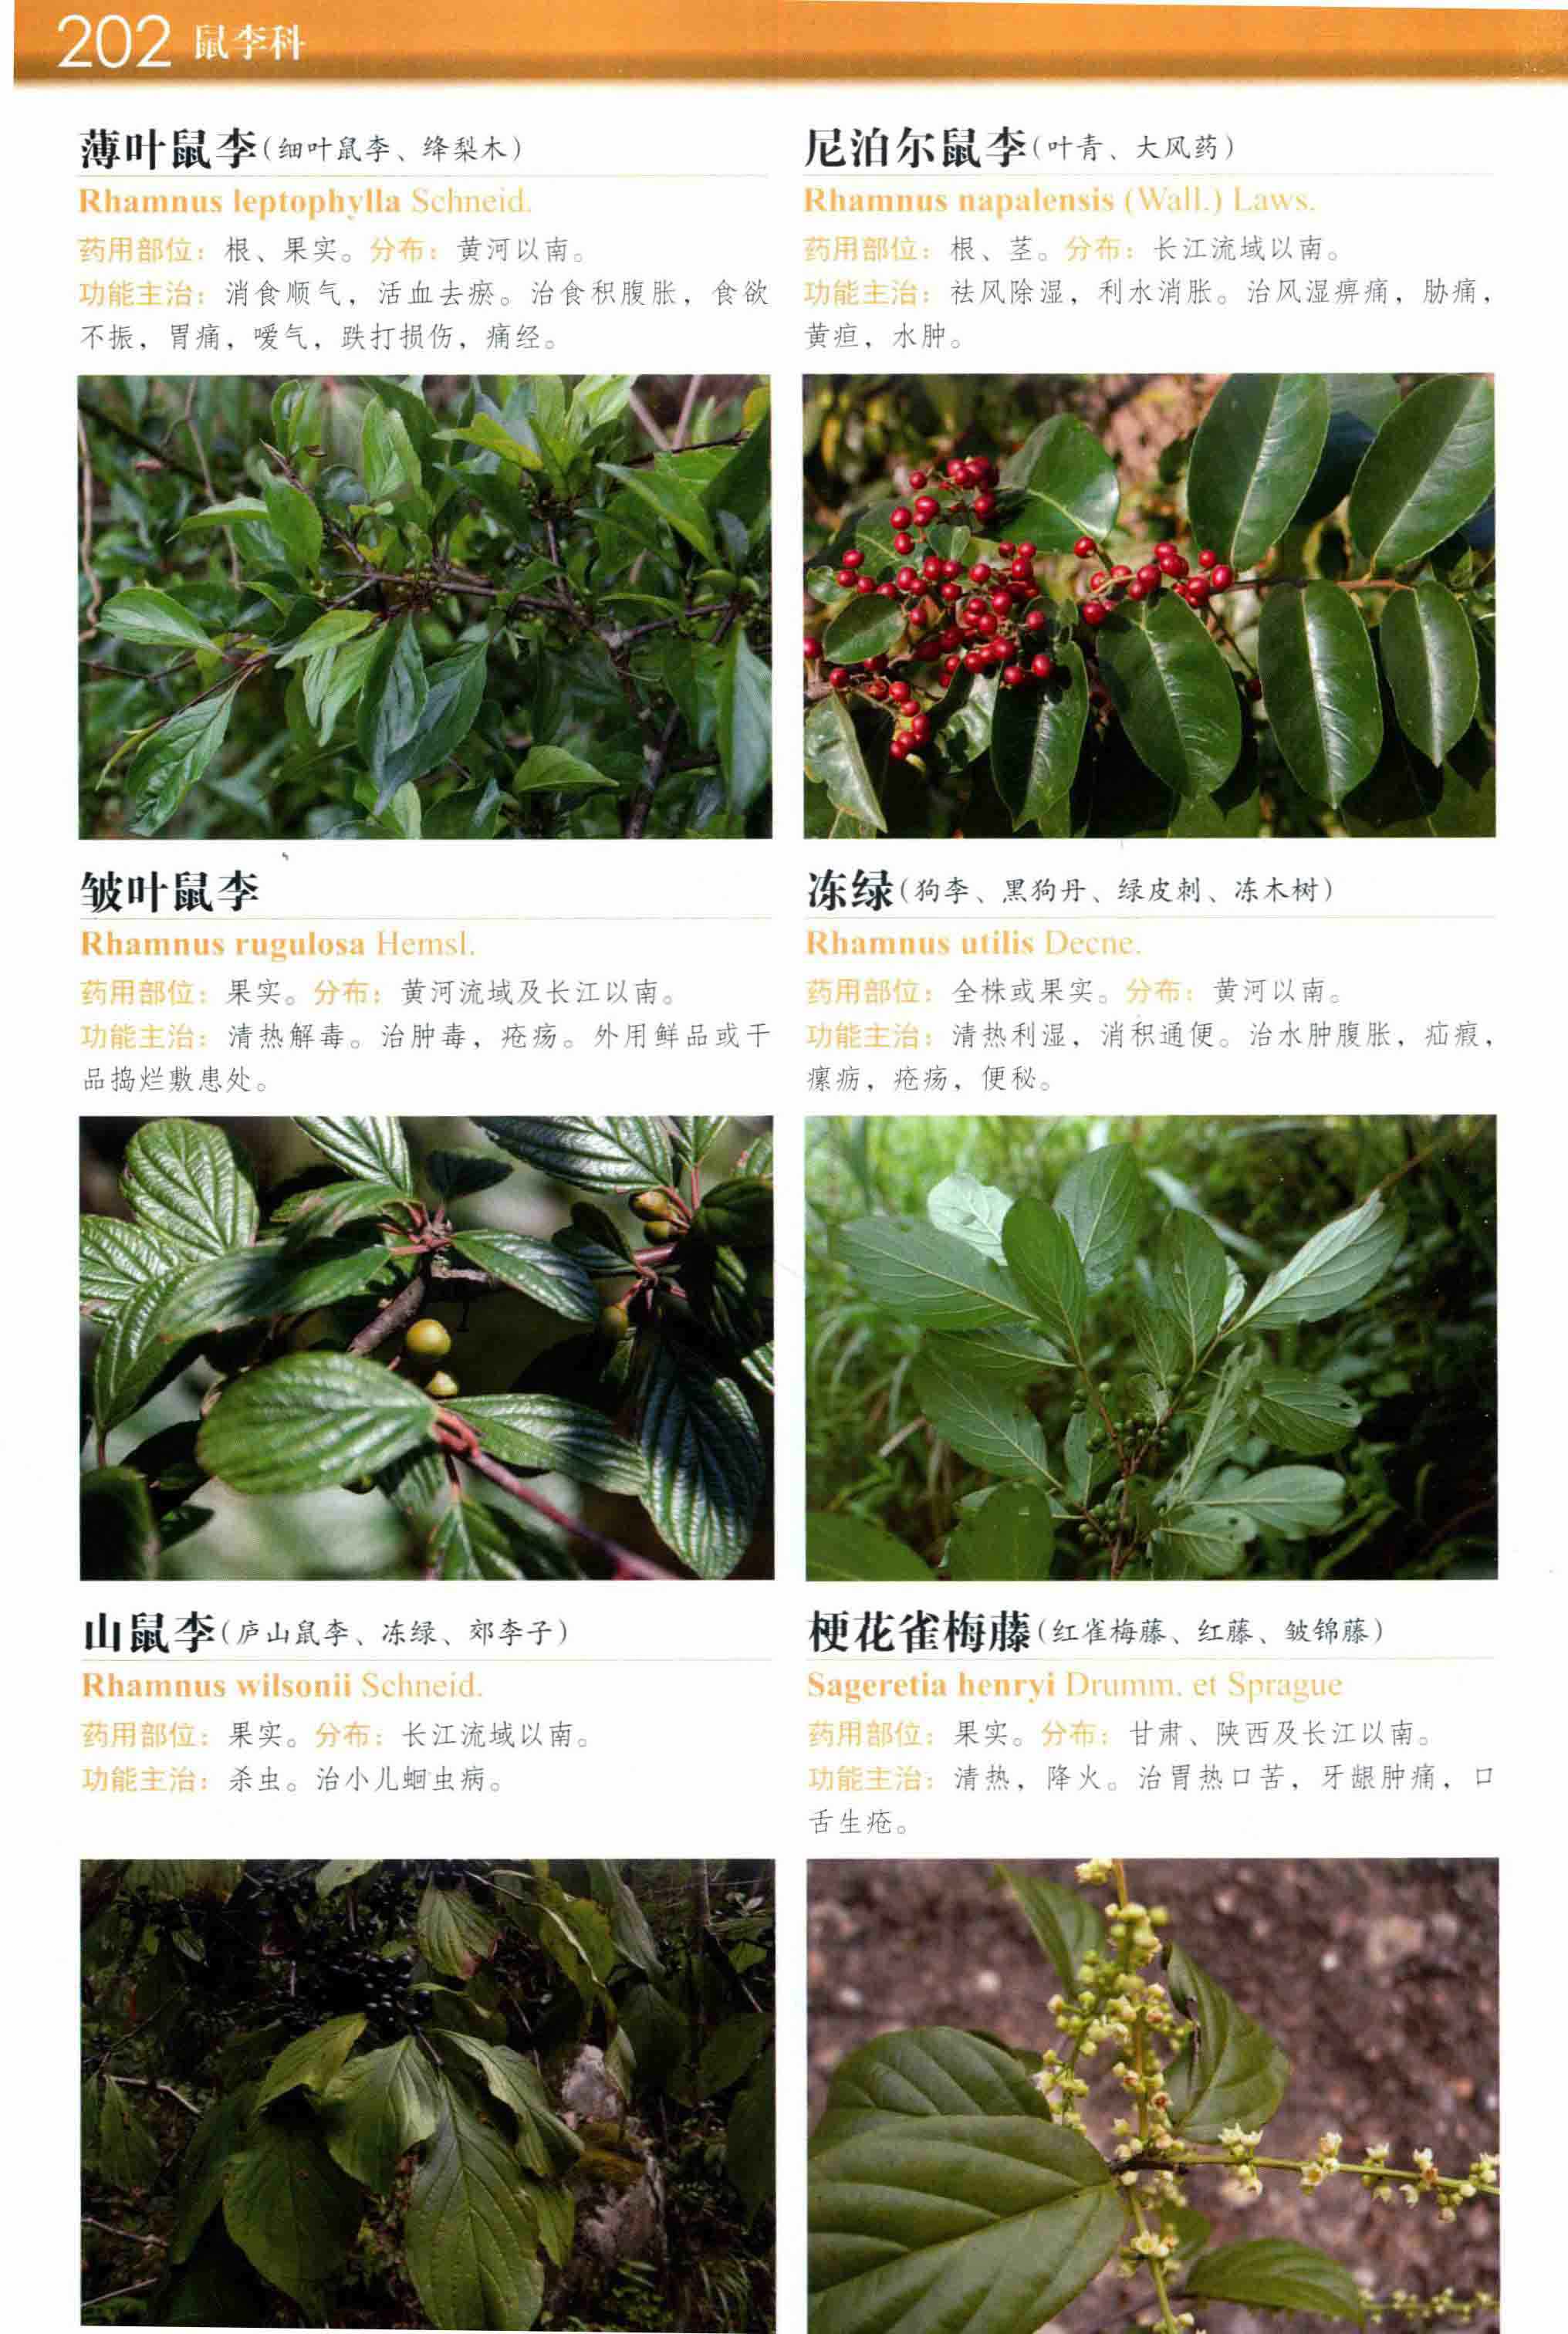 202 鼠李科
薄叶鼠李(细叶鼠李、绛梨木)
Rhamnus leptophylla Schneid.
药用部位：根、果实。分布：黄河以南。
功能主治：消食顺气，活血去瘀。治食积腹胀，食欲
不振，胃痛，嗳气，跌打损伤，痛经。
尼泊尔鼠李(叶青、大风药)
Rhamnus napalensis (Wall.) Laws.
药用部位：根、茎。分布：长江流域以南。
功能主治：祛风除湿，利水消胀。治风湿痹痛，胁痛，
黄疸，水肿。
皱叶鼠李
Rhamnus rugulosa Hemsl.
药用部位：果实。分布：黄河流域及长江以南。
功能主治：清热解毒。治肿毒，疮疡。外用鲜品或干
品捣烂敷患处。
冻绿(狗李、黑狗丹、绿皮刺、冻木树)
Rhamnus utilis Decne.
药用部位：全株或果实。分布：黄河以南。
功能主治：清热利湿，消积通便。治水肿腹胀，疝瘕，
瘰疬，疮疡，便秘。
山鼠李(庐山鼠李、冻绿、郊李子)
Rhamnus wilsonii Schneid.
药用部位：果实。分布：长江流域以南。
功能主治：杀虫。治小儿蛔虫病。
梗花雀梅藤(红雀梅藤、红藤、皱锦藤)
Sageretia henryi Drumm. et Sprague
药用部位：果实。分布：甘肃、陕西及长江以南。
功能主治：清热，降火。治胃热口苦，牙龈肿痛，口
舌生疮。